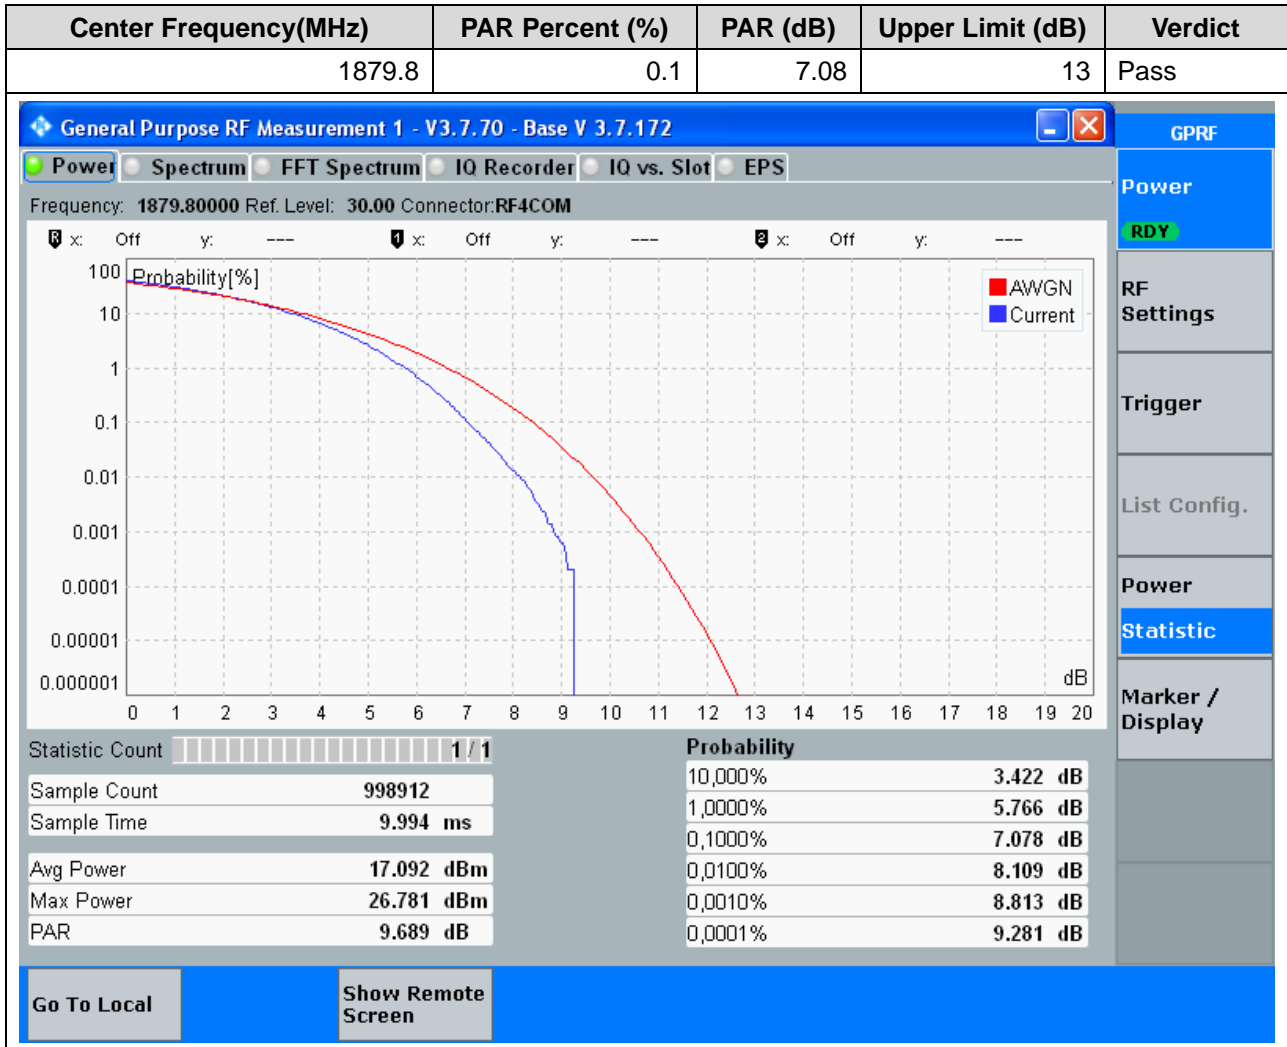 Center Frequency(MHz) PAR Percent (%) PAR (dB) Upper Limit (dB) Verdict
1879.8 0.1 7.08 13 Pass
General Purpose RF Measurement 1 - V3.7.70 - Base V 3.7.172
GPRF
Power Spectrum FFT Spectrum IQ Recorder IQ vs. Slot EPS
Frequency: 1879.80000 Ref. Level: 30.00 Connector:RF4COM
R x: Off y: --- 1 x: Off y: --- 2 x: Off y: ---
Probability[%]
AWGN
Current
100
10
1
0.1
0.01
0.001
0.0001
0.00001
0.000001
dB
0 1 2 3 4 5 6 7 8 9 10 11 12 13 14 15 16 17 18 19 20
Statistic Count 1 / 1
Sample Count 998912
Sample Time 9.994 ms
Avg Power 17.092 dBm
Max Power 26.781 dBm
PAR 9.689 dB
Probability
10,000% 3.422 dB
1,0000% 5.766 dB
0,1000% 7.078 dB
0,0100% 8.109 dB
0,0010% 8.813 dB
0,0001% 9.281 dB
Power
RDY
RF
Settings
Trigger
List Config.
Power
Statistic
Marker /
Display
Go To Local
Show Remote
Screen